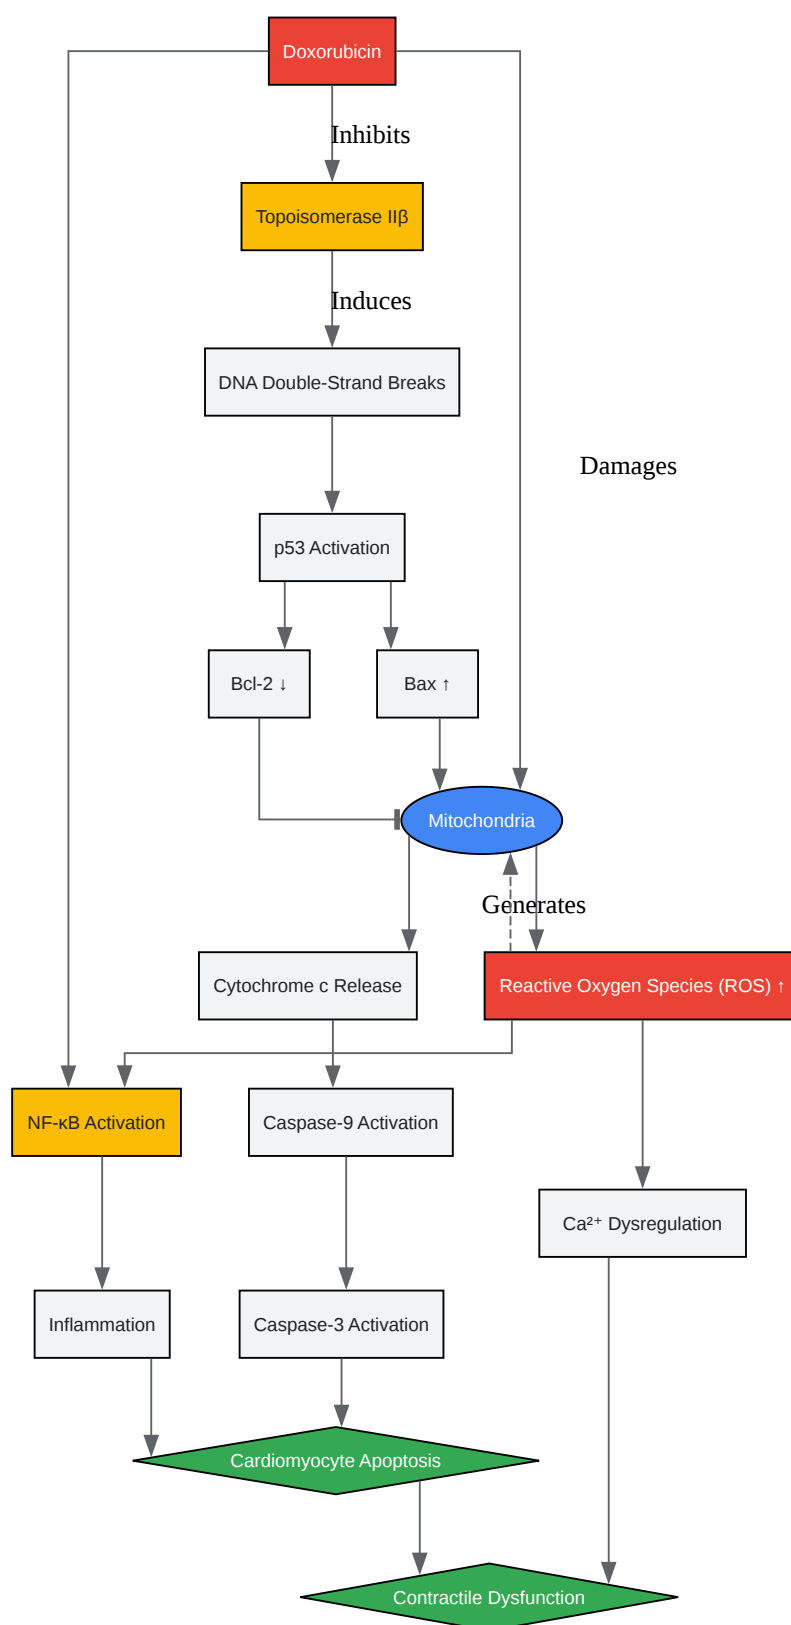 Doxorubicin
Inhibits
Topoisomerase IIβ
Induces
DNA Double-Strand Breaks
Damages
p53 Activation
Bcl-2 ↓
Bax ↑
Mitochondria
Generates
Cytochrome c Release
Reactive Oxygen Species (ROS) ↑
NF-κB Activation
Caspase-9 Activation
Ca²⁺ Dysregulation
Inflammation
Caspase-3 Activation
Cardiomyocyte Apoptosis
Contractile Dysfunction